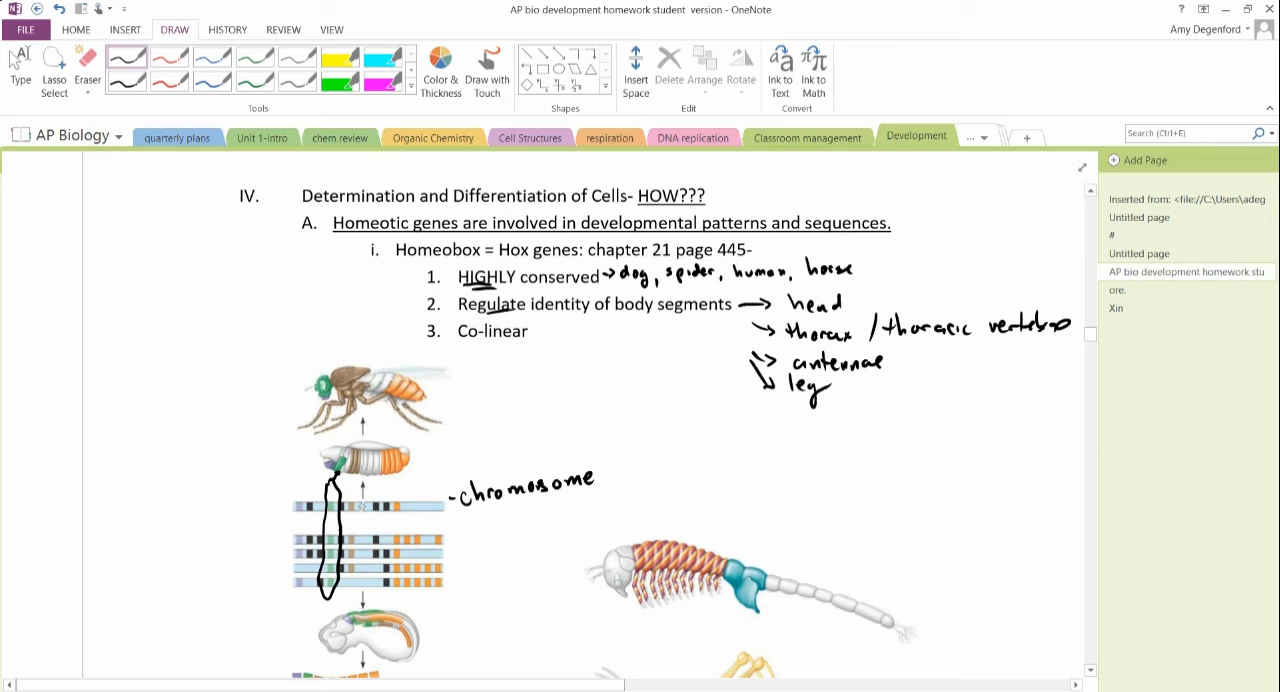 AP bio development homework student version - OneNote
FILE HOME INSERT DRAW HISTORY REVIEW VIEW
Amy Degenford
Type
Lasso Select
Eraser
Color & Thickness
Draw with Touch
Insert Space
Delete
Arrange
Rotate
Ink to Text
Ink to Math
Tools
Shapes
Edit
Convert
AP Biology
quarterly plans
Unit 1-intro
chem review
Organic Chemistry
Cell Structures
respiration
DNA replication
Classroom management
Development
...
Search (Ctrl+E)
Add Page
Inserted from: <file://C:\Users\adeg
Untitled page
#
Untitled page
AP bio development homework stu
ore.
Xin
IV. Determination and Differentiation of Cells- HOW???
A. Homeotic genes are involved in developmental patterns and sequences.
i. Homeobox = Hox genes: chapter 21 page 445-
1. HIGHLY conserved → dog, spider, human, horse
2. Regulate identity of body segments → head
→ thorax / thoracic vertebrae
3. Co-linear
→ antennae
→ leg
- chromosome